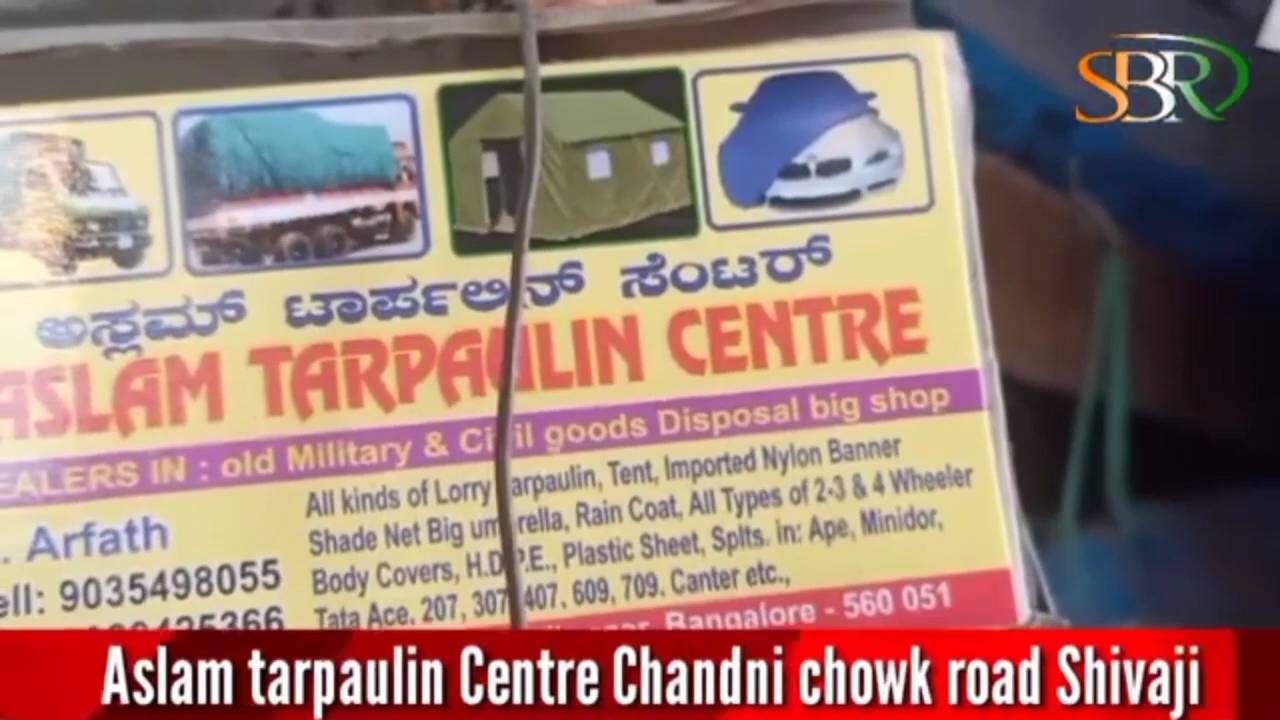 SBR
ಅಸ್ಲಮ್ ಟಾರ್ಪಲಿನ್ ಸೆಂಟರ್
ASLAM TARPAULIN CENTRE
EALERS IN : old Military & Civil goods Disposal big shop
All kinds of Lorry Tarpaulin, Tent, Imported Nylon Banner
Shade Net Big umbrella, Rain Coat, All Types of 2-3 & 4 Wheeler
Body Covers, H.D.P.E., Plastic Sheet, Splts. in: Ape, Minidor,
Tata Ace. 207, 307, 407. 609, 709. Canter etc.,
. Arfath
ell: 9035498055
Bangalore - 560 051
Aslam tarpaulin Centre Chandni chowk road Shivaji